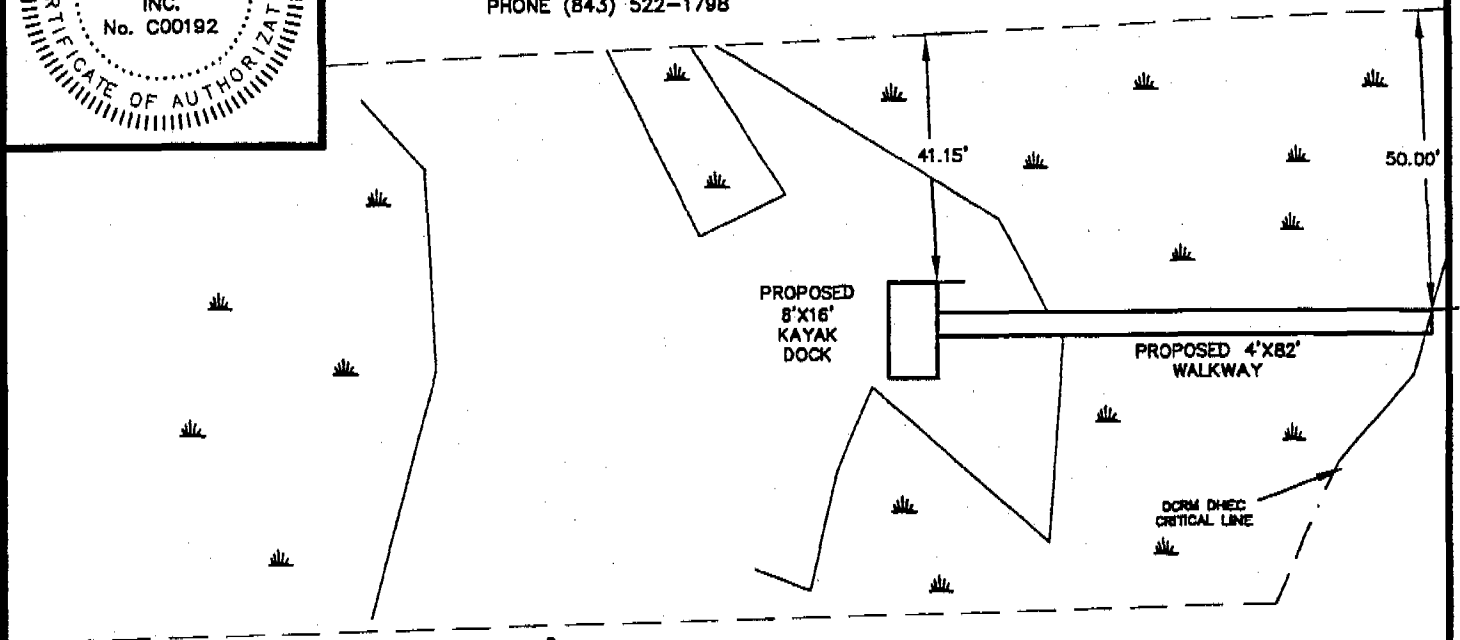 INC.
No. C00192
CERTIFICATE OF AUTHORIZAT
PHONE (843) 522-1798
41.15'
50.00'
PROPOSED
8'X16'
KAYAK
DOCK
PROPOSED 4'X82'
WALKWAY
OCRM DHEC
CRITICAL LINE